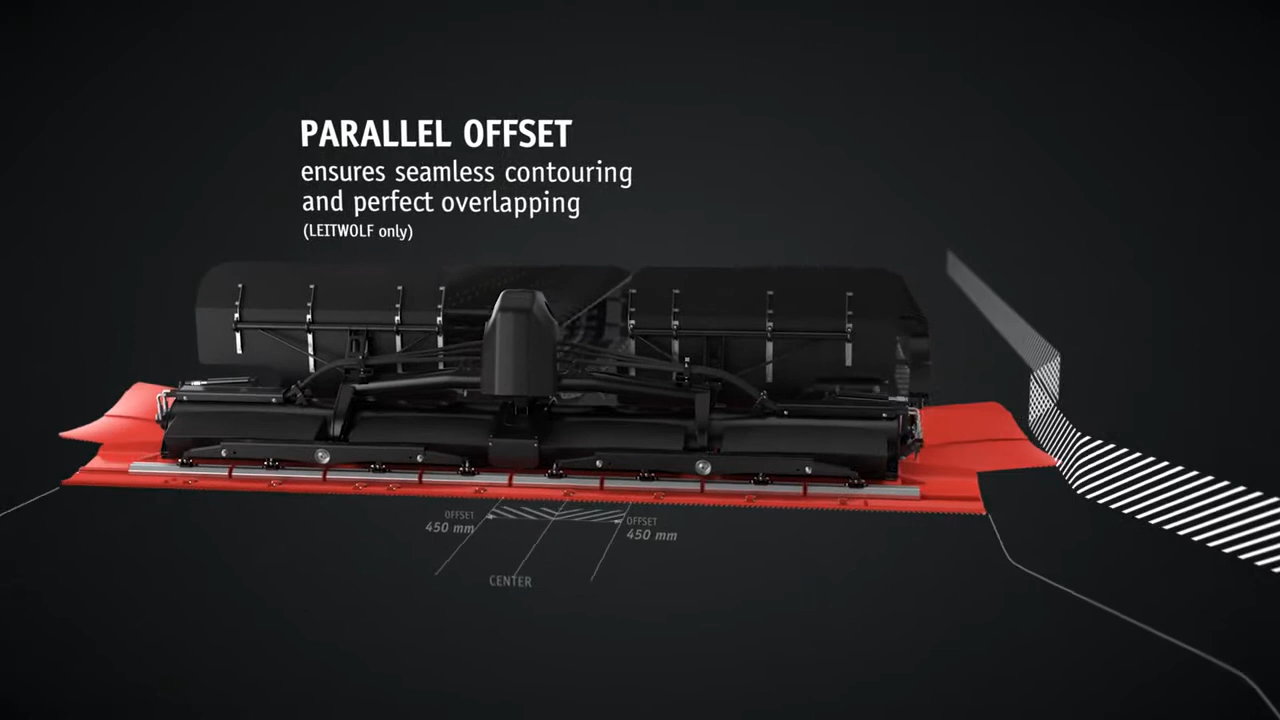 PARALLEL OFFSET
ensures seamless contouring
and perfect overlapping
(LEITWOLF only)
OFFSET
450 mm
OFFSET
450 mm
CENTER